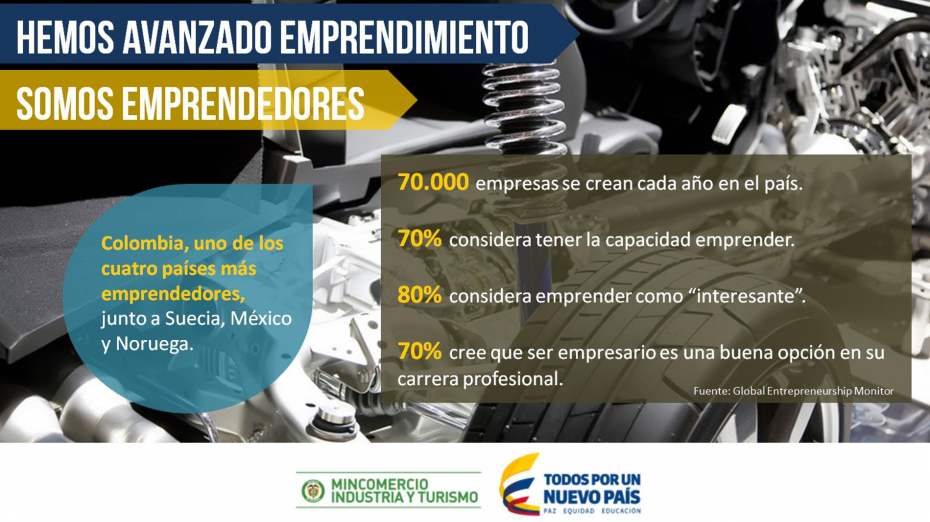 HEMOS AVANZADO EMPRENDIMIENTO
SOMOS EMPRENDEDORES
Colombia, uno de los
cuatro países más
emprendedores,
junto a Suecia, México
y Noruega.
70.000 empresas se crean cada año en el país.
70% considera tener la capacidad emprender.
80% considera emprender como “interesante”.
70% cree que ser empresario es una buena opción en su
carrera profesional.
Fuente: Global Entrepreneurship Monitor
MINCOMERCIO
INDUSTRIA Y TURISMO
TODOS POR UN
NUEVO PAÍS
PAZ EQUIDAD EDUCACIÓN